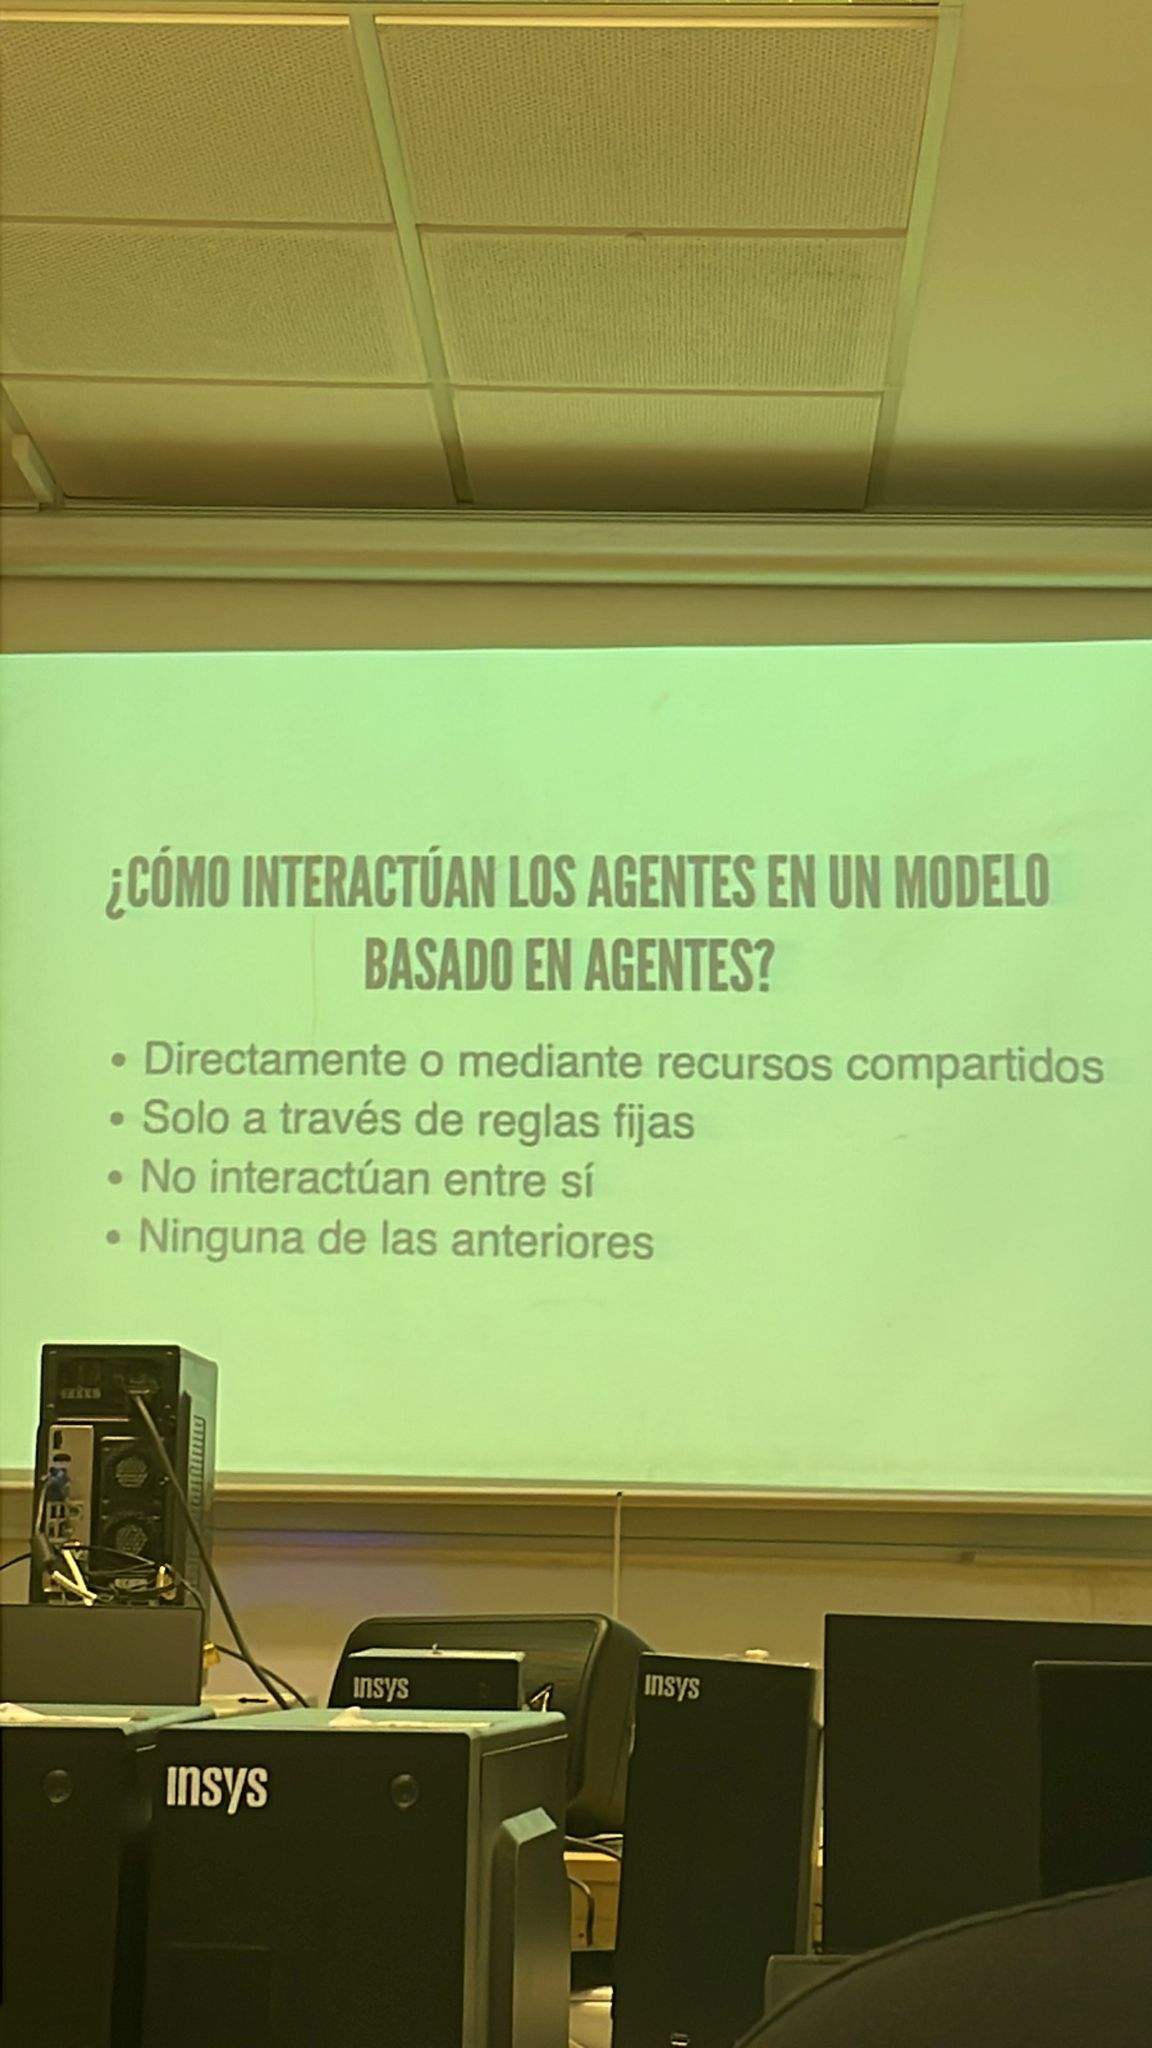 ¿CÓMO INTERACTÚAN LOS AGENTES EN UN MODELO
BASADO EN AGENTES?
• Directamente o mediante recursos compartidos
• Solo a través de reglas fijas
• No interactúan entre sí
• Ninguna de las anteriores
insys
insys
insys